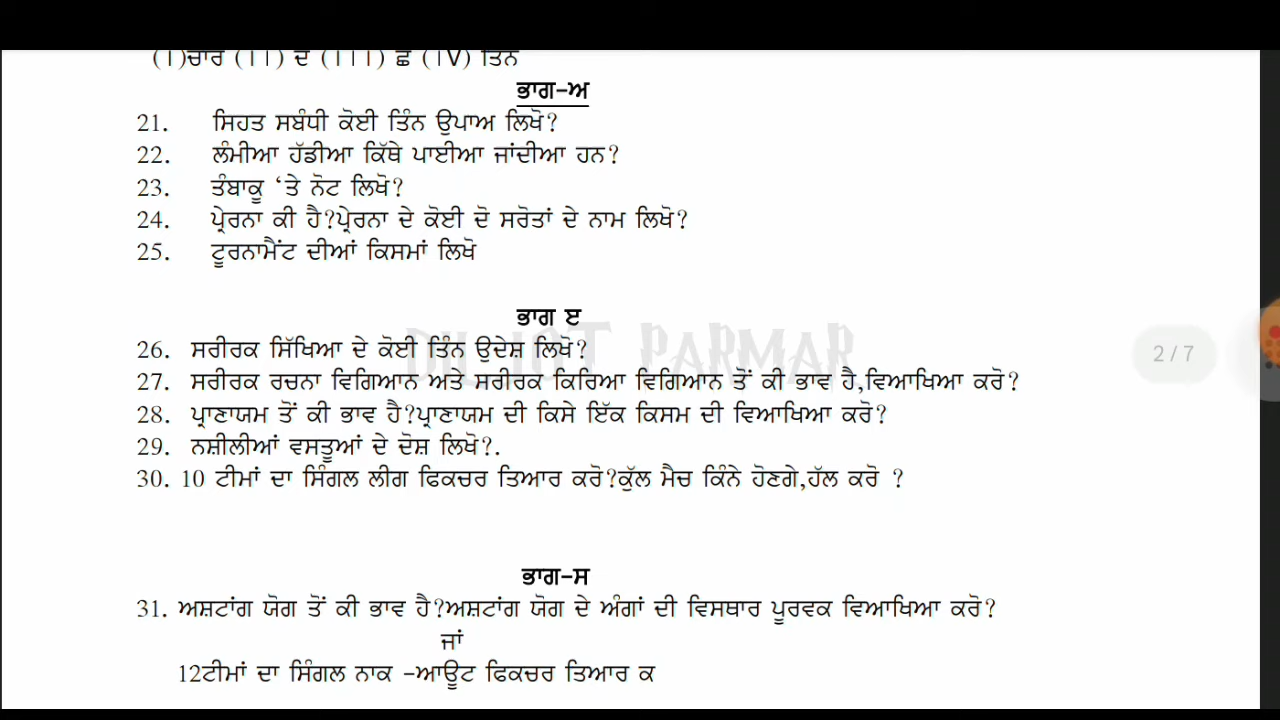 (I)ਚਾਰ (II) ਦੋ (III) ਛੇ (IV) ਤਿੰਨ
ਭਾਗ-ਅ
21. ਸਿਹਤ ਸਬੰਧੀ ਕੋਈ ਤਿੰਨ ਉਪਾਅ ਲਿਖੋ?
22. ਲੰਮੀਆ ਹੱਡੀਆ ਕਿੱਥੇ ਪਾਈਆ ਜਾਂਦੀਆ ਹਨ?
23. ਤੰਬਾਕੂ ‘ਤੇ ਨੋਟ ਲਿਖੋ?
24. ਪ੍ਰੇਰਨਾ ਕੀ ਹੈ?ਪ੍ਰੇਰਨਾ ਦੇ ਕੋਈ ਦੋ ਸਰੋਤਾਂ ਦੇ ਨਾਮ ਲਿਖੋ?
25. ਟੂਰਨਾਮੈਂਟ ਦੀਆਂ ਕਿਸਮਾਂ ਲਿਖੋ
ਭਾਗ ੲ
DILJOT PARMAR
26. ਸਰੀਰਕ ਸਿੱਖਿਆ ਦੇ ਕੋਈ ਤਿੰਨ ਉਦੇਸ਼ ਲਿਖੋ?
2 / 7
27. ਸਰੀਰਕ ਰਚਨਾ ਵਿਗਿਆਨ ਅਤੇ ਸਰੀਰਕ ਕਿਰਿਆ ਵਿਗਿਆਨ ਤੋਂ ਕੀ ਭਾਵ ਹੈ,ਵਿਆਖਿਆ ਕਰੋ?
28. ਪ੍ਰਾਣਾਯਮ ਤੋਂ ਕੀ ਭਾਵ ਹੈ?ਪ੍ਰਾਣਾਯਮ ਦੀ ਕਿਸੇ ਇੱਕ ਕਿਸਮ ਦੀ ਵਿਆਖਿਆ ਕਰੋ?
29. ਨਸ਼ੀਲੀਆਂ ਵਸਤੂਆਂ ਦੇ ਦੋਸ਼ ਲਿਖੋ?.
30. 10 ਟੀਮਾਂ ਦਾ ਸਿੰਗਲ ਲੀਗ ਫਿਕਚਰ ਤਿਆਰ ਕਰੋ?ਕੁੱਲ ਮੈਚ ਕਿੰਨੇ ਹੋਣਗੇ,ਹੱਲ ਕਰੋ ?
ਭਾਗ-ਸ
31. ਅਸ਼ਟਾਂਗ ਯੋਗ ਤੋਂ ਕੀ ਭਾਵ ਹੈ?ਅਸ਼ਟਾਂਗ ਯੋਗ ਦੇ ਅੰਗਾਂ ਦੀ ਵਿਸਥਾਰ ਪੂਰਵਕ ਵਿਆਖਿਆ ਕਰੋ?
ਜਾਂ
12ਟੀਮਾਂ ਦਾ ਸਿੰਗਲ ਨਾਕ -ਆਊਟ ਫਿਕਚਰ ਤਿਆਰ ਕ